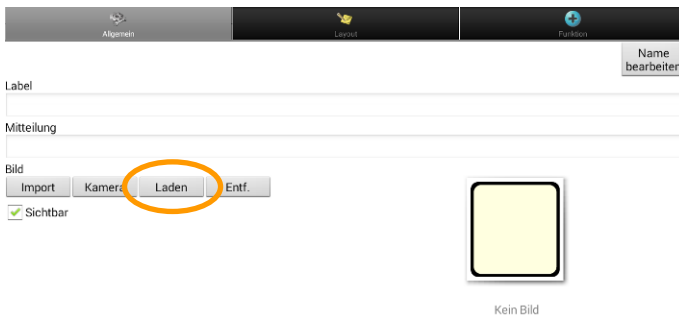 Allgemein
Layout
Funktion
Name
bearbeiten
Label
Mitteilung
Bild
Import
Kamera
Laden
Entf.
Sichtbar
Kein Bild